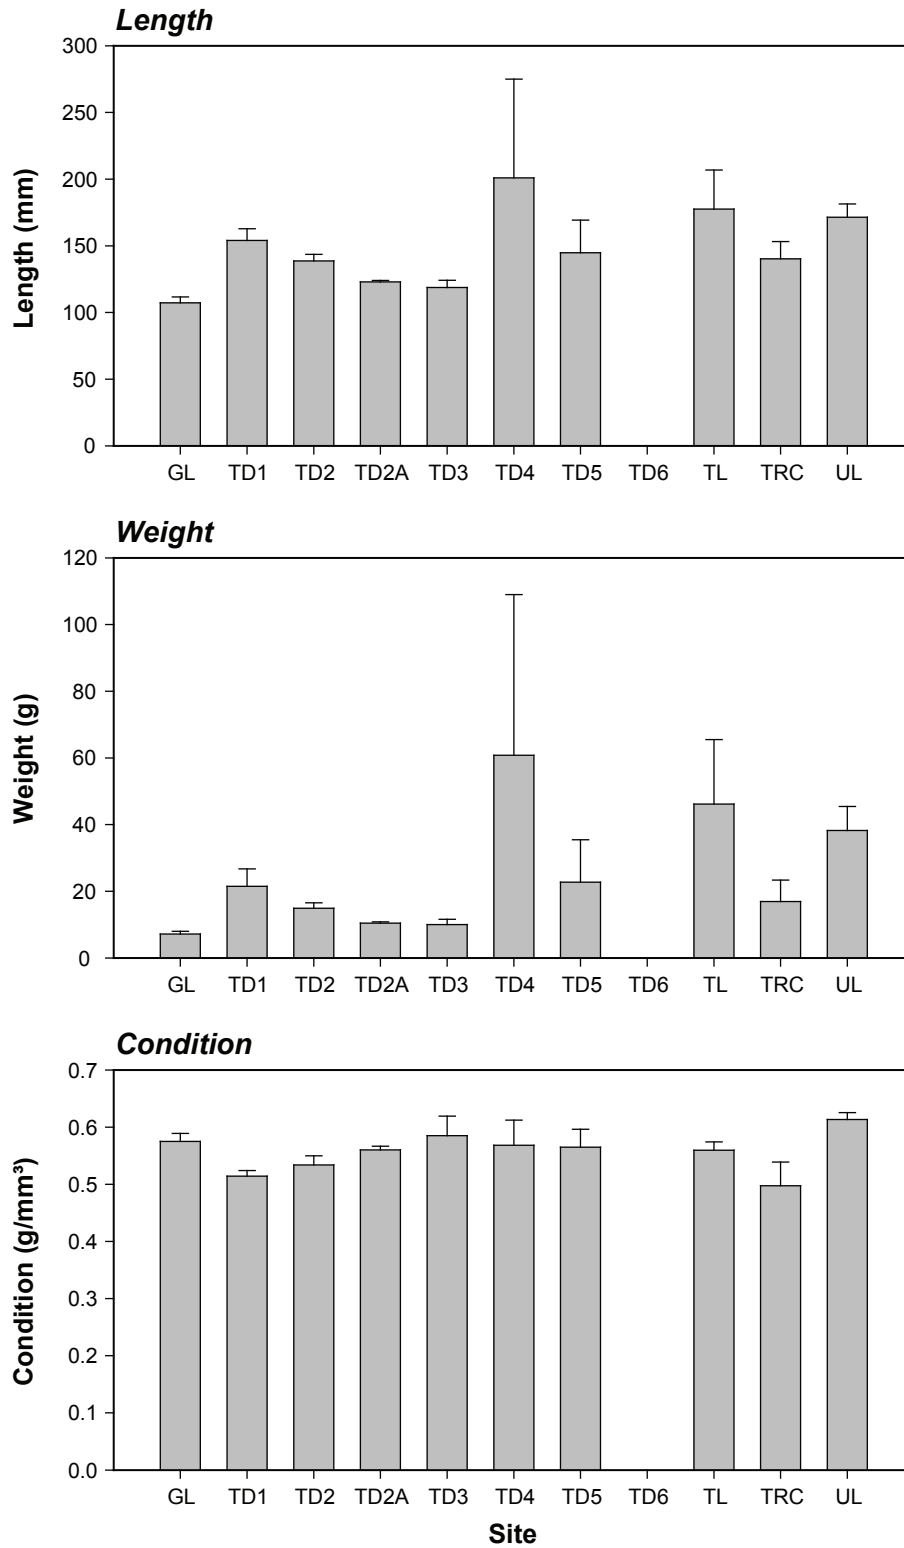 Length
Length (mm)
300
250
200
150
100
50
0
GL TD1 TD2 TD2A TD3 TD4 TD5 TD6 TL TRC UL
Weight
Weight (g)
120
100
80
60
40
20
0
GL TD1 TD2 TD2A TD3 TD4 TD5 TD6 TL TRC UL
Condition
Condition (g/mm³)
0.7
0.6
0.5
0.4
0.3
0.2
0.1
0.0
GL TD1 TD2 TD2A TD3 TD4 TD5 TD6 TL TRC UL
Site